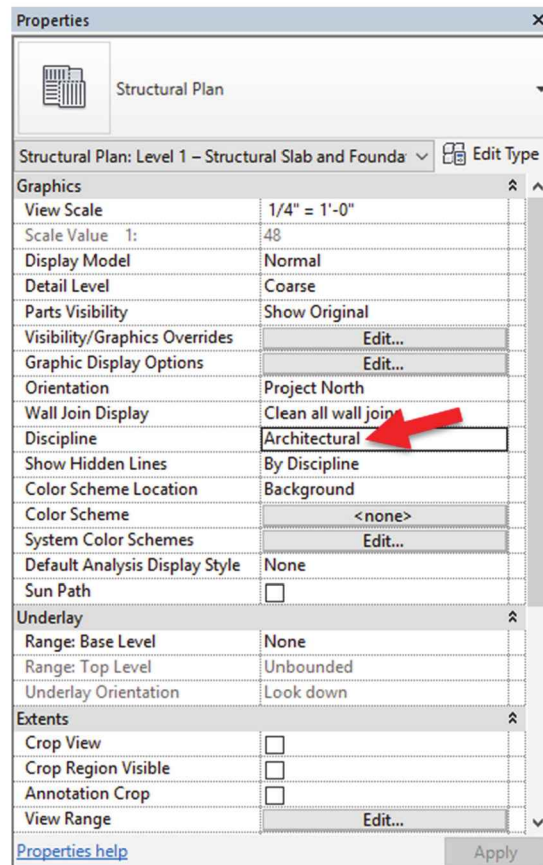 Properties
Structural Plan
Structural Plan: Level 1 – Structural Slab and Founda Edit Type
Graphics
View Scale 1/4" = 1'-0"
Scale Value 1: 48
Display Model Normal
Detail Level Coarse
Parts Visibility Show Original
Visibility/Graphics Overrides Edit...
Graphic Display Options Edit...
Orientation Project North
Wall Join Display Clean all wall joins
Discipline Architectural
Show Hidden Lines By Discipline
Color Scheme Location Background
Color Scheme <none>
System Color Schemes Edit...
Default Analysis Display Style None
Sun Path
Underlay
Range: Base Level None
Range: Top Level Unbounded
Underlay Orientation Look down
Extents
Crop View
Crop Region Visible
Annotation Crop
View Range Edit...
Properties help Apply